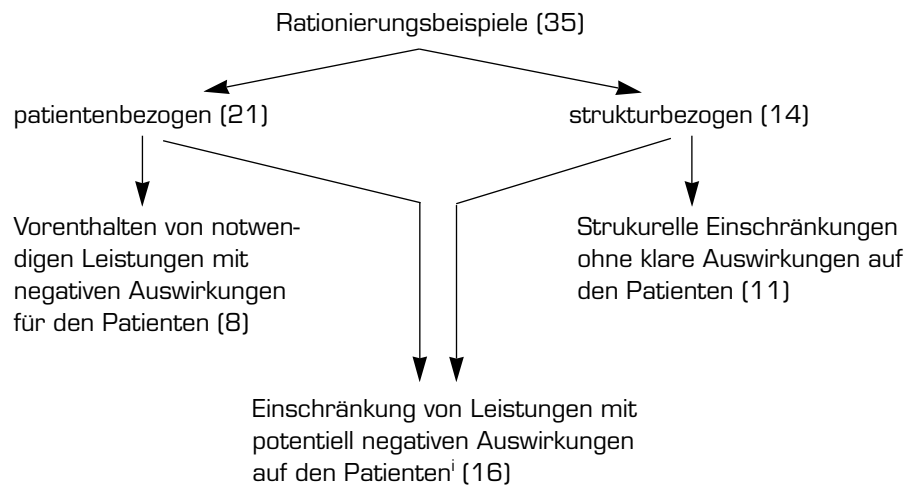 Rationierungsbeispiele (35)
patientenbezogen (21)
strukturbezogen (14)
Vorenthalten von notwen-
digen Leistungen mit
negativen Auswirkungen
für den Patienten (8)
Strukurelle Einschränkungen
ohne klare Auswirkungen auf
den Patienten (11)
Einschränkung von Leistungen mit
potentiell negativen Auswirkungen
auf den Patientenⁱ (16)